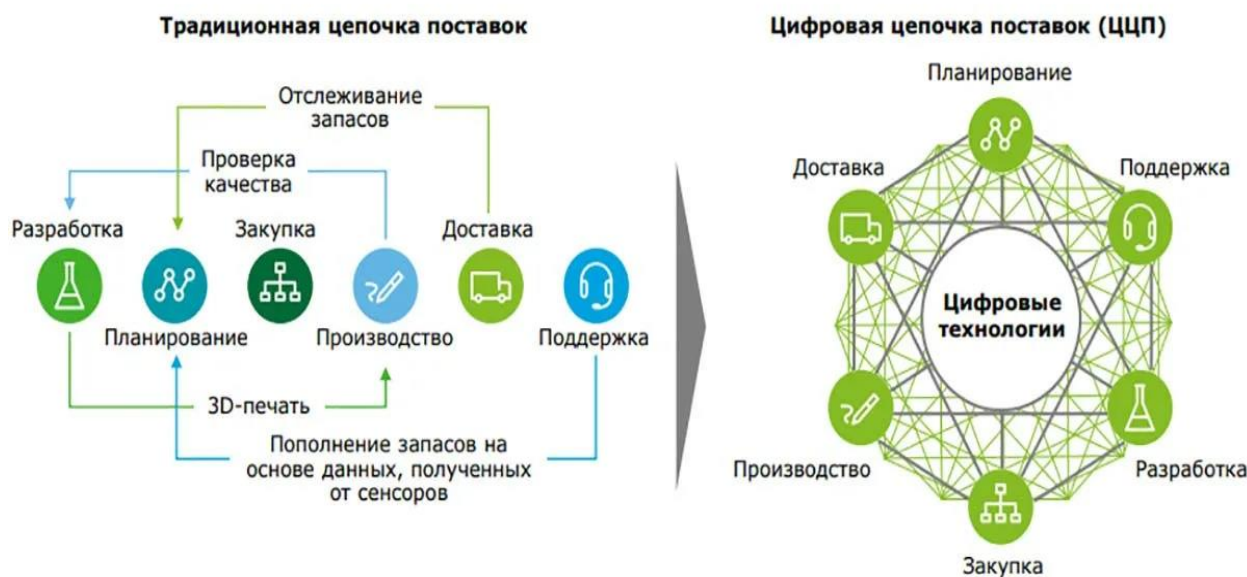 Традиционная цепочка поставок
Отслеживание
запасов
Проверка
качества
Разработка
Закупка
Доставка
Планирование
Производство
Поддержка
3D-печать
Пополнение запасов на
основе данных, полученных
от сенсоров
Цифровая цепочка поставок (ЦЦП)
Планирование
Доставка
Поддержка
Цифровые
технологии
Производство
Разработка
Закупка